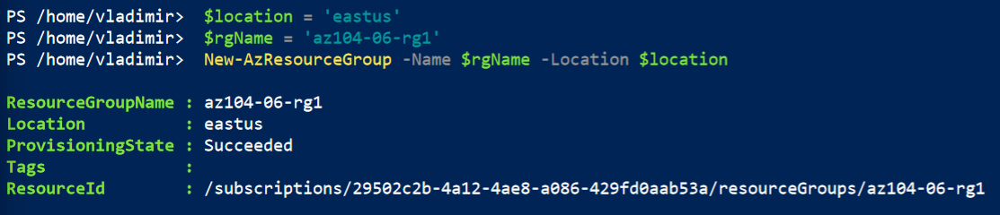 PS /home/vladimir> $location = 'eastus'
PS /home/vladimir> $rgName = 'az104-06-rg1'
PS /home/vladimir> New-AzResourceGroup -Name $rgName -Location $location
ResourceGroupName : az104-06-rg1
Location : eastus
ProvisioningState : Succeeded
Tags :
ResourceId : /subscriptions/29502c2b-4a12-4ae8-a086-429fd0aab53a/resourceGroups/az104-06-rg1